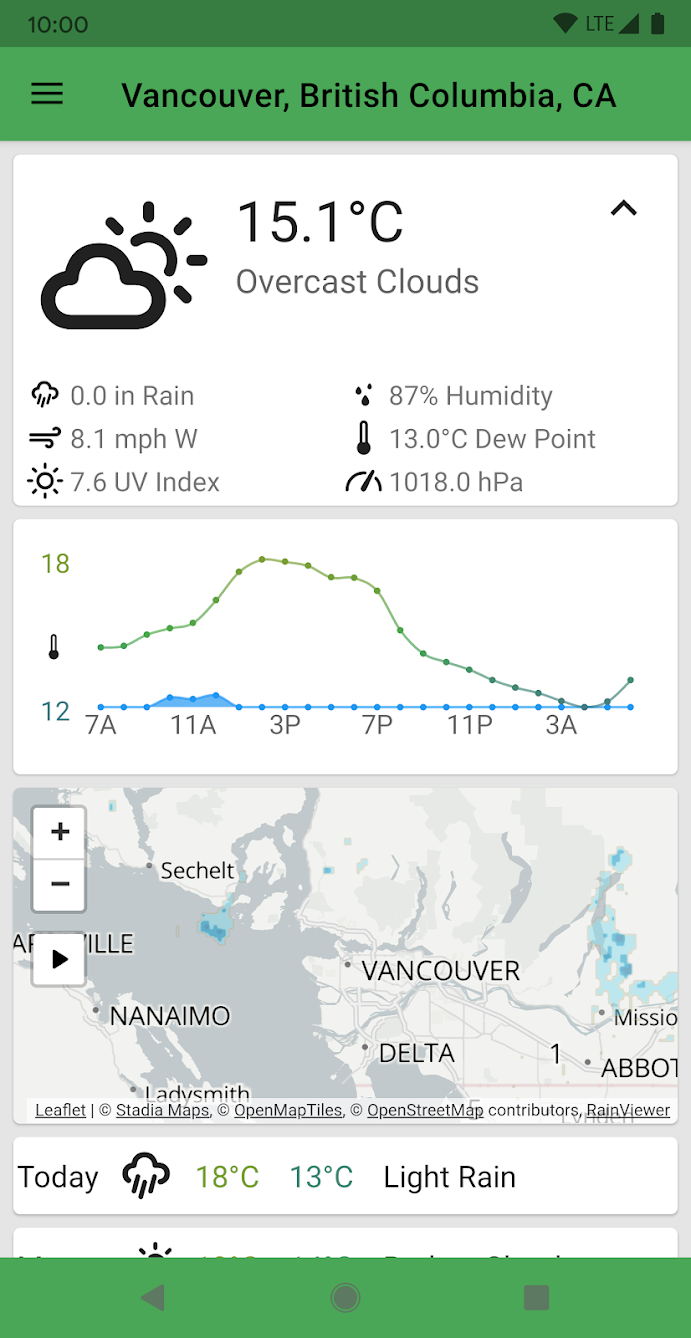 10:00 LTE
Vancouver, British Columbia, CA
15.1°C
Overcast Clouds
0.0 in Rain 87% Humidity
8.1 mph W 13.0°C Dew Point
7.6 UV Index 1018.0 hPa
18
12
7A 11A 3P 7P 11P 3A
+
Sechelt
−
VILLE
VANCOUVER
NANAIMO
Missio
DELTA
1
ABBOT
Ladysmith
Leaflet | © Stadia Maps, © OpenMapTiles, © OpenStreetMap contributors, RainViewer
Today 18°C 13°C Light Rain